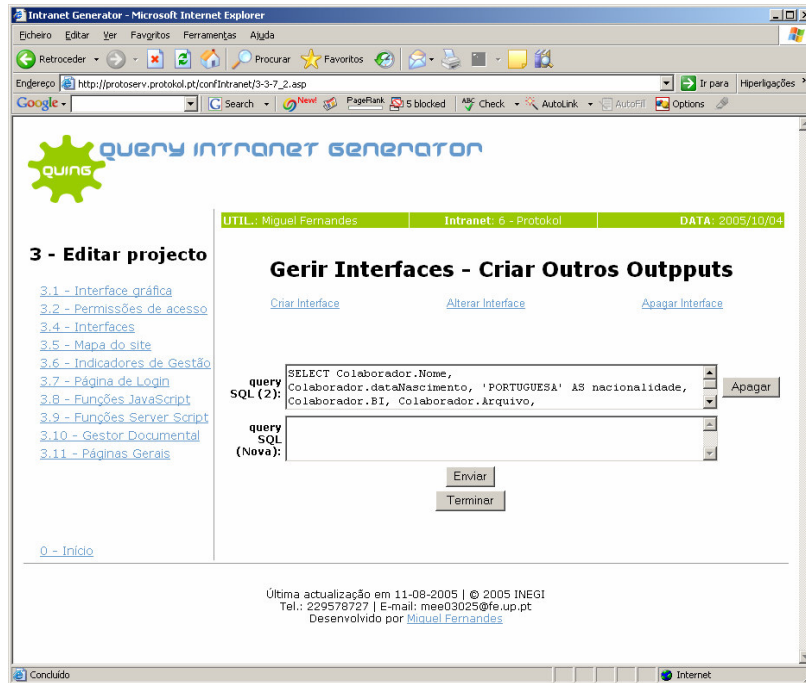 Intranet Generator - Microsoft Internet Explorer
Ficheiro Editar Ver Favoritos Ferramentas Ajuda
Retroceder Procurar Favoritos
Endereço http://protoserv.protokol.pt/confIntranet/3-3-7_2.asp Ir para Hiperligações »
Google Search New! PageRank 5 blocked ABC Check AutoLink AutoFill Options
QUING
QUERY INTRANET GENERATOR
UTIL.: Miguel Fernandes Intranet: 6 - Protokol DATA: 2005/10/04
3 - Editar projecto
3.1 - Interface gráfica
3.2 - Permissões de acesso
3.4 - Interfaces
3.5 - Mapa do site
3.6 - Indicadores de Gestão
3.7 - Página de Login
3.8 - Funções JavaScript
3.9 - Funções Server Script
3.10 - Gestor Documental
3.11 - Páginas Gerais
0 - Início
Gerir Interfaces - Criar Outros Outpputs
Criar Interface Alterar Interface Apagar Interface
query
SQL (2):
SELECT Colaborador.Nome,
Colaborador.dataNascimento, 'PORTUGUESA' AS nacionalidade,
Colaborador.BI, Colaborador.Arquivo,
Apagar
query
SQL
(Nova):
Enviar
Terminar
Última actualização em 11-08-2005 | © 2005 INEGI
Tel.: 229578727 | E-mail: mee03025@fe.up.pt
Desenvolvido por Miguel Fernandes
Concluído Internet